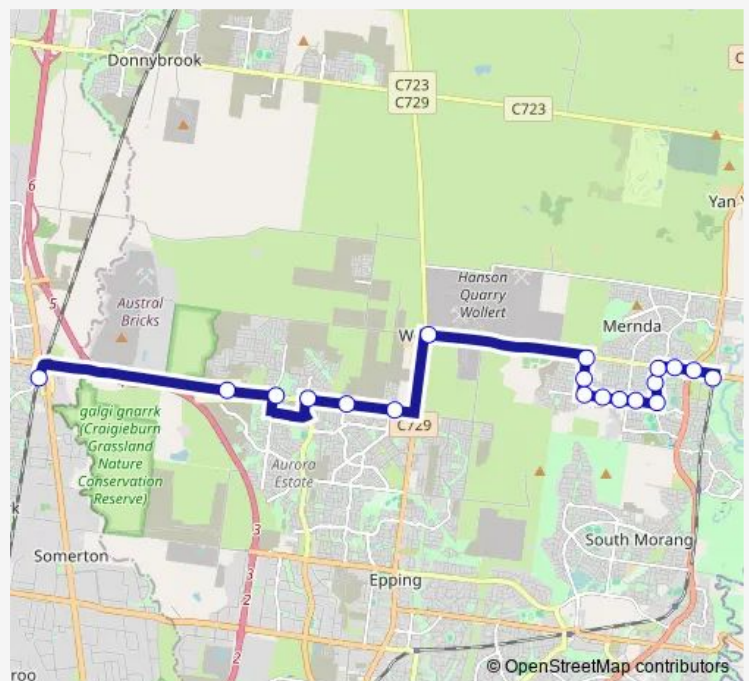 Donnybrook
C723
C729
C723
C
6
Yan Y
5
Austral
Bricks
Hanson
Quarry
Wollert
Mernda
W
galgi gnarrk
(Craigieburn
Grassland
Nature
Conservation
Reserve)
C729
Aurora
Estate
3
Somerton
South Morang
3
2
Epping
2
roo
© OpenStreetMap contributors